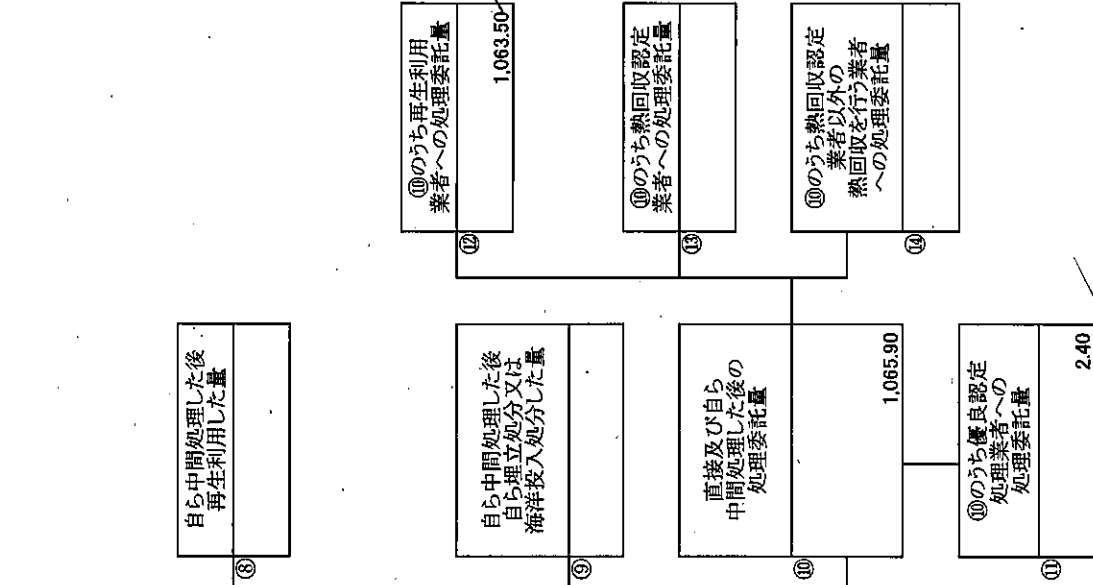 ⑧
自ら中間処理した後
再生利用した量
⑨
自ら中間処理した後
自ら埋立処分又は
海洋投入処分した量
⑩
直接及び自ら
中間処理した後の
処理委託量
1,065.90
⑪
⑩のうち優良認定
処理業者への
処理委託量
2.40
⑫
⑩のうち再生利用
業者への処理委託量
1,063.50
⑬
⑩のうち熱回収認定
業者への処理委託量
⑭
⑩のうち熱回収認定
業者以外の
熱回収を行う業者
への処理委託量